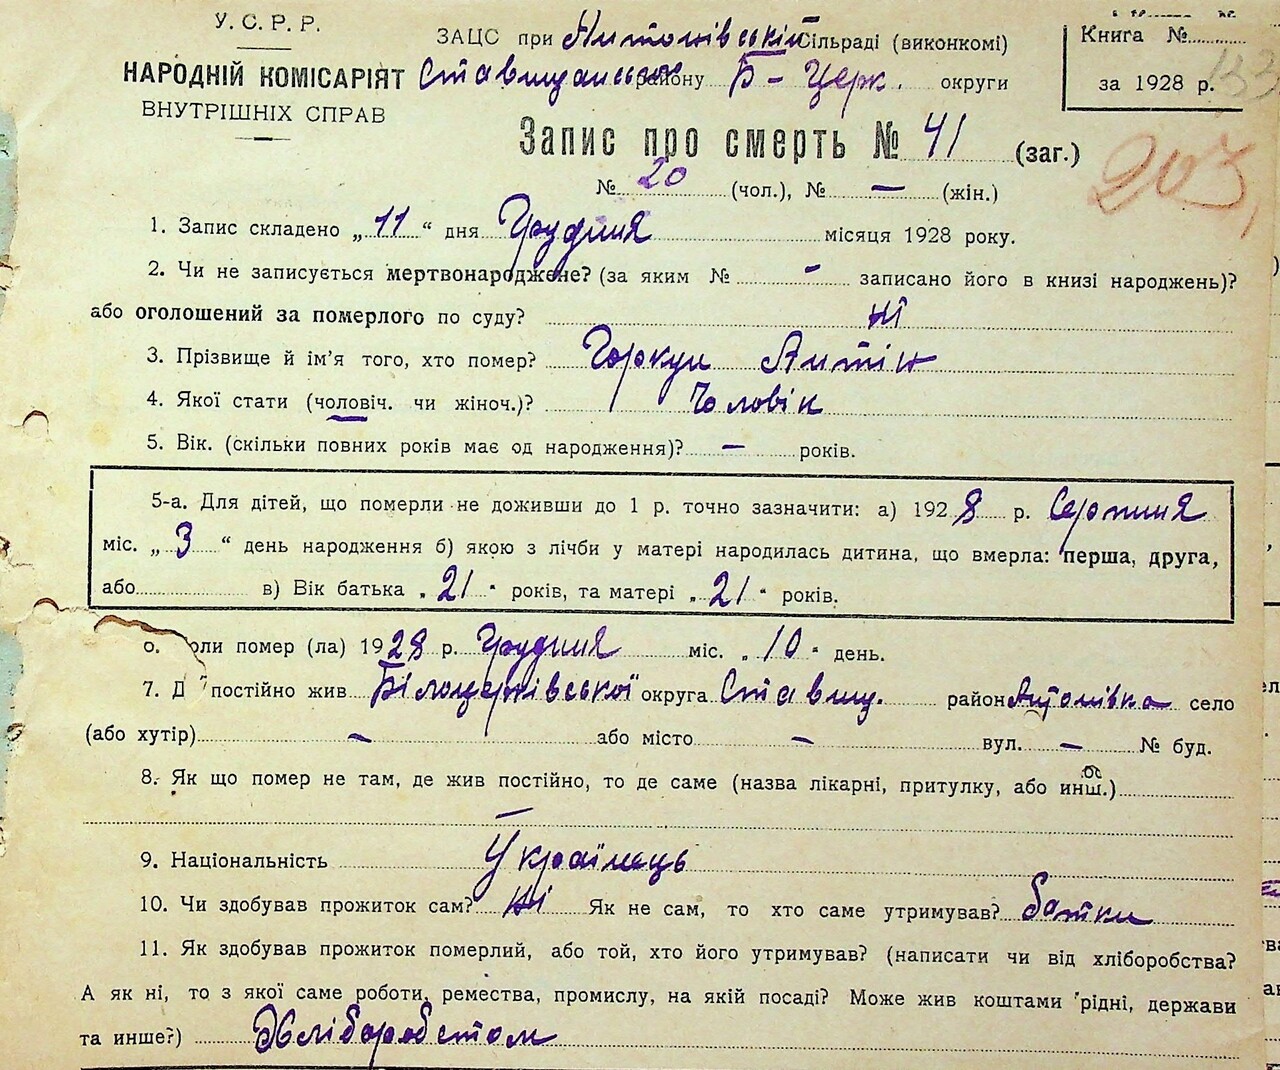 У. С. Р. Р.
НАРОДНІЙ КОМІСАРІЯТ
ВНУТРІШНІХ СПРАВ
ЗАЦС при Антонівській сільраді (виконкомі)
району Б-Церк. округи
Книга №
за 1928 р. 133
Запис про смерть № 41 (заг.)
203
№ 20 (чол.), № — (жін.)
1. Запис складено „ 11 “ дня Грудня місяця 1928 року.
2. Чи не записується мертвонароджене? (за яким № - записано його в книзі народжень)?
або оголошений за померлого по суду? ні
3. Прізвище й ім'я того, хто помер? Горкун Антін
4. Якої стати (чоловіч. чи жіноч.)? Чоловік
5. Вік. (скільки повних років має од народження)? — років.
5-а. Для дітей, що померли не доживши до 1 р. точно зазначити: а) 1928 р. Серпня
міс. „ 3 “ день народження б) якою з лічби у матері народилась дитина, що вмерла: перша, друга,
або в) Вік батька „ 21 “ років, та матері „ 21 “ років.
оли помер (ла) 1928 р. Грудня міс. „ 10 “ день.
7. Д постійно жив Білоцерківської округа Ставищ. район Антонівка село
(або хутір) — або місто — вул. — № буд.
8. Як що помер не там, де жив постійно, то де саме (назва лікарні, притулку, або инш.)
—
9. Національність Українець
10. Чи здобував прожиток сам? ні Як не сам, то хто саме утримував? батки
11. Як здобував прожиток померлий, або той, хто його утримував? (написати чи від хліборобства?
А як ні, то з якої саме роботи, ремества, промислу, на якій посаді? Може жив коштами рідні, держави
та инше?) Хліборобстом